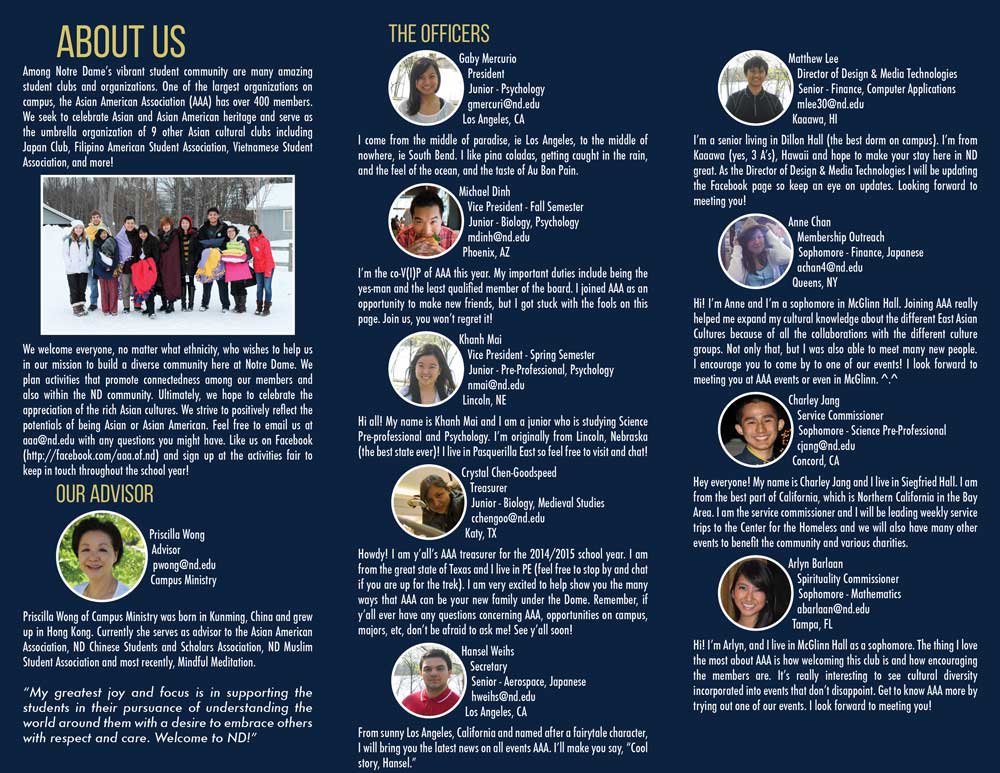 ABOUT US
Among Notre Dame's vibrant student community are many amazing
student clubs and organizations. One of the largest organizations on
campus, the Asian American Association (AAA) has over 400 members.
We seek to celebrate Asian and Asian American heritage and serve as
the umbrella organization of 9 other Asian cultural clubs including
Japan Club, Filipino American Student Association, Vietnamese Student
Association, and more!
We welcome everyone, no matter what ethnicity, who wishes to help us
in our mission to build a diverse community here at Notre Dame. We
plan activities that promote connectedness among our members and
also within the ND community. Ultimately, we hope to celebrate the
appreciation of the rich Asian cultures. We strive to positively reflect the
potentials of being Asian or Asian American. Feel free to email us at
aaa@nd.edu with any questions you might have. Like us on Facebook
(http://facebook.com/aaa.of.nd) and sign up at the activities fair to
keep in touch throughout the school year!
OUR ADVISOR
Priscilla Wong
Advisor
pwong@nd.edu
Campus Ministry
Priscilla Wong of Campus Ministry was born in Kunming, China and grew
up in Hong Kong. Currently she serves as advisor to the Asian American
Association, ND Chinese Students and Scholars Association, ND Muslim
Student Association and most recently, Mindful Meditation.
"My greatest joy and focus is in supporting the
students in their pursuance of understanding the
world around them with a desire to embrace others
with respect and care. Welcome to ND!"
THE OFFICERS
Gaby Mercurio
President
Junior - Psychology
gmercuri@nd.edu
Los Angeles, CA
I come from the middle of paradise, ie Los Angeles, to the middle of
nowhere, ie South Bend. I like pina coladas, getting caught in the rain,
and the feel of the ocean, and the taste of Au Bon Pain.
Michael Dinh
Vice President - Fall Semester
Junior - Biology, Psychology
mdinh@nd.edu
Phoenix, AZ
I'm the co-V(I)P of AAA this year. My important duties include being the
yes-man and the least qualified member of the board. I joined AAA as an
opportunity to make new friends, but I got stuck with the fools on this
page. Join us, you won't regret it!
Khanh Mai
Vice President - Spring Semester
Junior - Pre-Professional, Psychology
nmai@nd.edu
Lincoln, NE
Hi all! My name is Khanh Mai and I am a junior who is studying Science
Pre-professional and Psychology. I'm originally from Lincoln, Nebraska
(the best state ever)! I live in Pasquerilla East so feel free to visit and chat!
Crystal Chen-Goodspeed
Treasurer
Junior - Biology, Medieval Studies
cchengoo@nd.edu
Katy, TX
Howdy! I am y'all's AAA treasurer for the 2014/2015 school year. I am
from the great state of Texas and I live in PE (feel free to stop by and chat
if you are up for the trek). I am very excited to help show you the many
ways that AAA can be your new family under the Dome. Remember, if
y'all ever have any questions concerning AAA, opportunities on campus,
majors, etc, don't be afraid to ask me! See y'all soon!
Hansel Weihs
Secretary
Senior - Aerospace, Japanese
hweihs@nd.edu
Los Angeles, CA
From sunny Los Angeles, California and named after a fairytale character,
I will bring you the latest news on all events AAA. I'll make you say, "Cool
story, Hansel."
Matthew Lee
Director of Design & Media Technologies
Senior - Finance, Computer Applications
mlee30@nd.edu
Kaaawa, HI
I'm a senior living in Dillon Hall (the best dorm on campus). I'm from
Kaaawa (yes, 3 A's), Hawaii and hope to make your stay here in ND
great. As the Director of Design & Media Technologies I will be updating
the Facebook page so keep an eye on updates. Looking forward to
meeting you!
Anne Chan
Membership Outreach
Sophomore - Finance, Japanese
achan4@nd.edu
Queens, NY
Hi! I'm Anne and I'm a sophomore in McGlinn Hall. Joining AAA really
helped me expand my cultural knowledge about the different East Asian
Cultures because of all the collaborations with the different culture
groups. Not only that, but I was also able to meet many new people.
I encourage you to come by to one of our events! I look forward to
meeting you at AAA events or even in McGlinn. ^.^
Charley Jang
Service Commissioner
Sophomore - Science Pre-Professional
cjang@nd.edu
Concord, CA
Hey everyone! My name is Charley Jang and I live in Siegfried Hall. I am
from the best part of California, which is Northern California in the Bay
Area. I am the service commissioner and I will be leading weekly service
trips to the Center for the Homeless and we will also have many other
events to benefit the community and various charities.
Arlyn Barlaan
Spirituality Commissioner
Sophomore - Mathematics
abarlaan@nd.edu
Tampa, FL
Hi! I'm Arlyn, and I live in McGlinn Hall as a sophomore. The thing I love
the most about AAA is how welcoming this club is and how encouraging
the members are. It's really interesting to see cultural diversity
incorporated into events that don't disappoint. Get to know AAA more by
trying out one of our events. I look forward to meeting you!